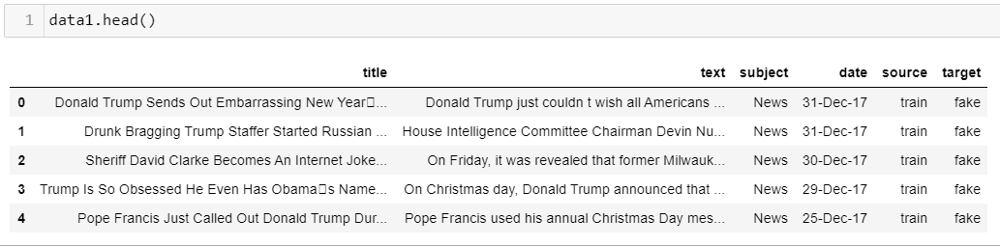 1 data1.head()
title text subject date source target
0 Donald Trump Sends Out Embarrassing New Year▯... Donald Trump just couldn t wish all Americans ... News 31-Dec-17 train fake
1 Drunk Bragging Trump Staffer Started Russian ... House Intelligence Committee Chairman Devin Nu... News 31-Dec-17 train fake
2 Sheriff David Clarke Becomes An Internet Joke... On Friday, it was revealed that former Milwauk... News 30-Dec-17 train fake
3 Trump Is So Obsessed He Even Has Obama▯s Name... On Christmas day, Donald Trump announced that ... News 29-Dec-17 train fake
4 Pope Francis Just Called Out Donald Trump Dur... Pope Francis used his annual Christmas Day mes... News 25-Dec-17 train fake